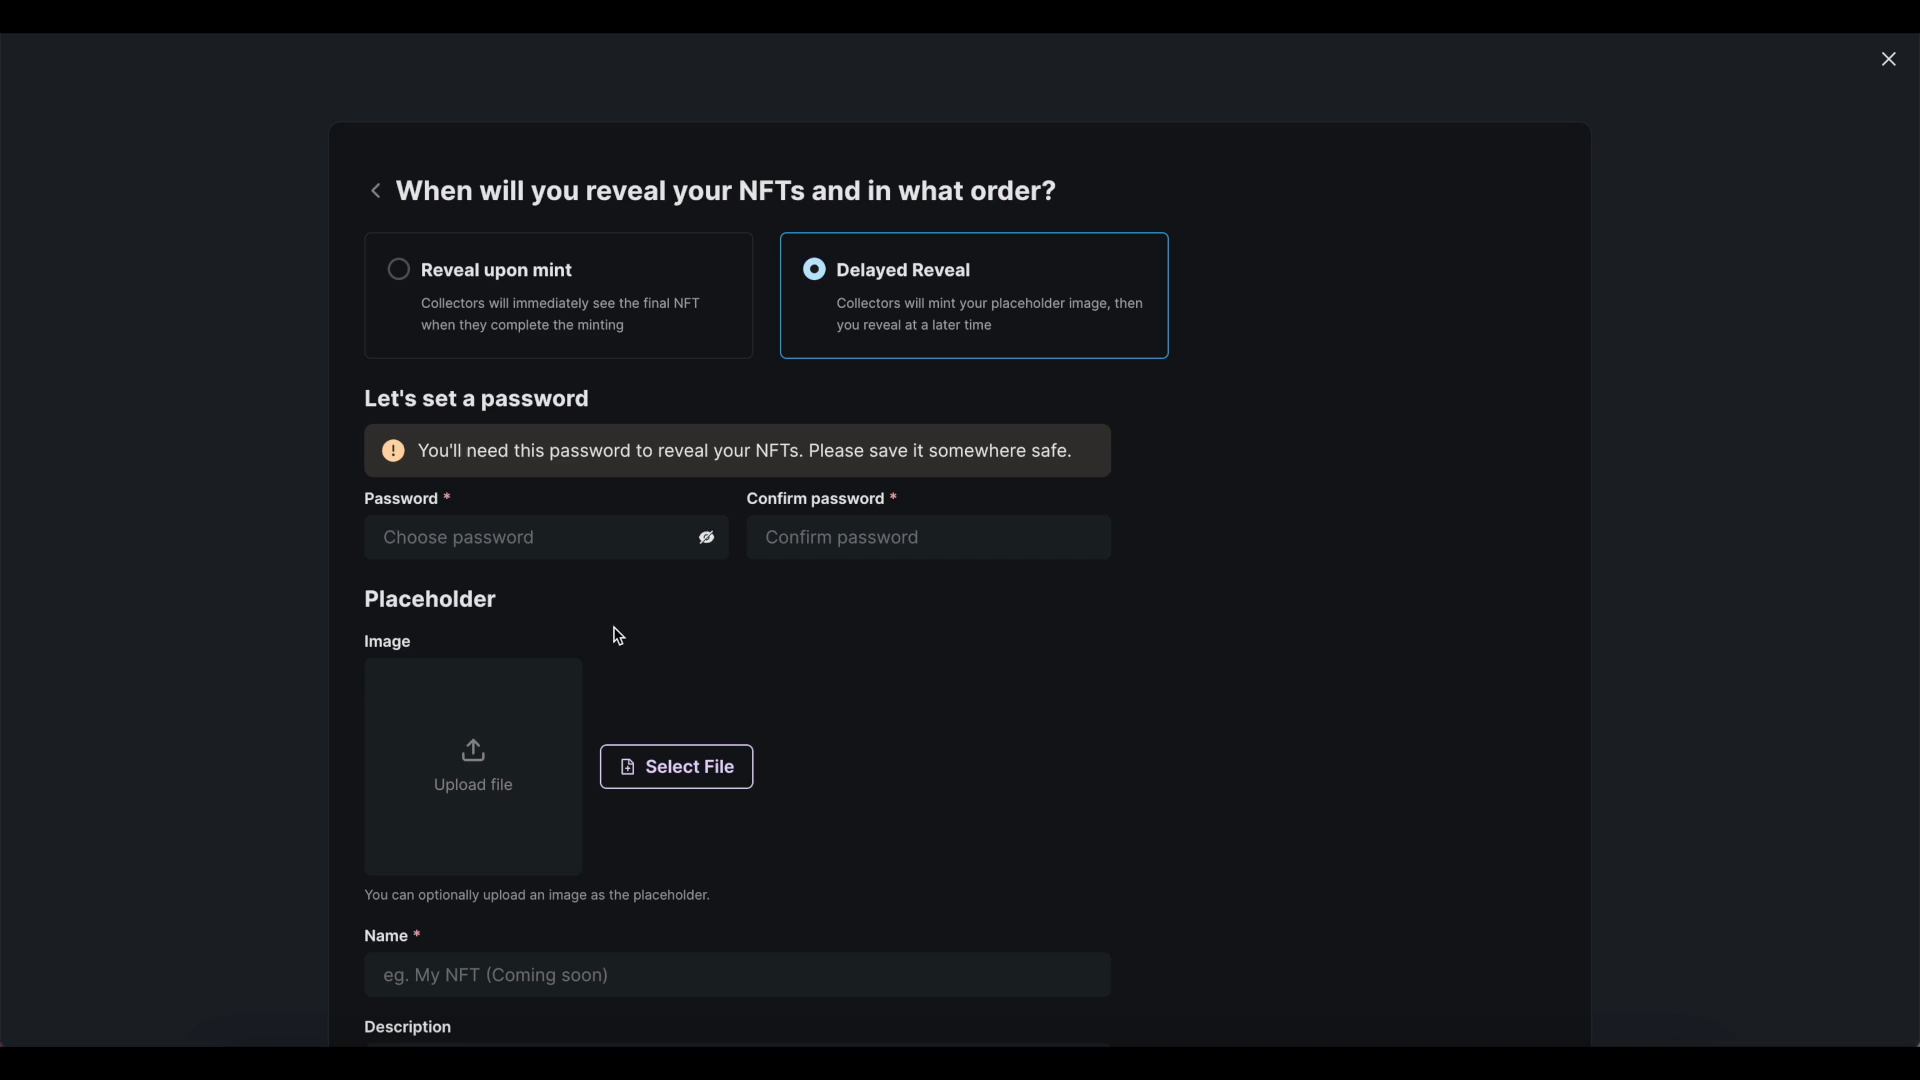 When will you reveal your NFTs and in what order?
Reveal upon mint
Collectors will immediately see the final NFT
when they complete the minting
Delayed Reveal
Collectors will mint your placeholder image, then
you reveal at a later time
Let's set a password
You'll need this password to reveal your NFTs. Please save it somewhere safe.
Password *
Confirm password *
Choose password
Confirm password
Placeholder
Image
Upload file
Select File
You can optionally upload an image as the placeholder.
Name *
eg. My NFT (Coming soon)
Description